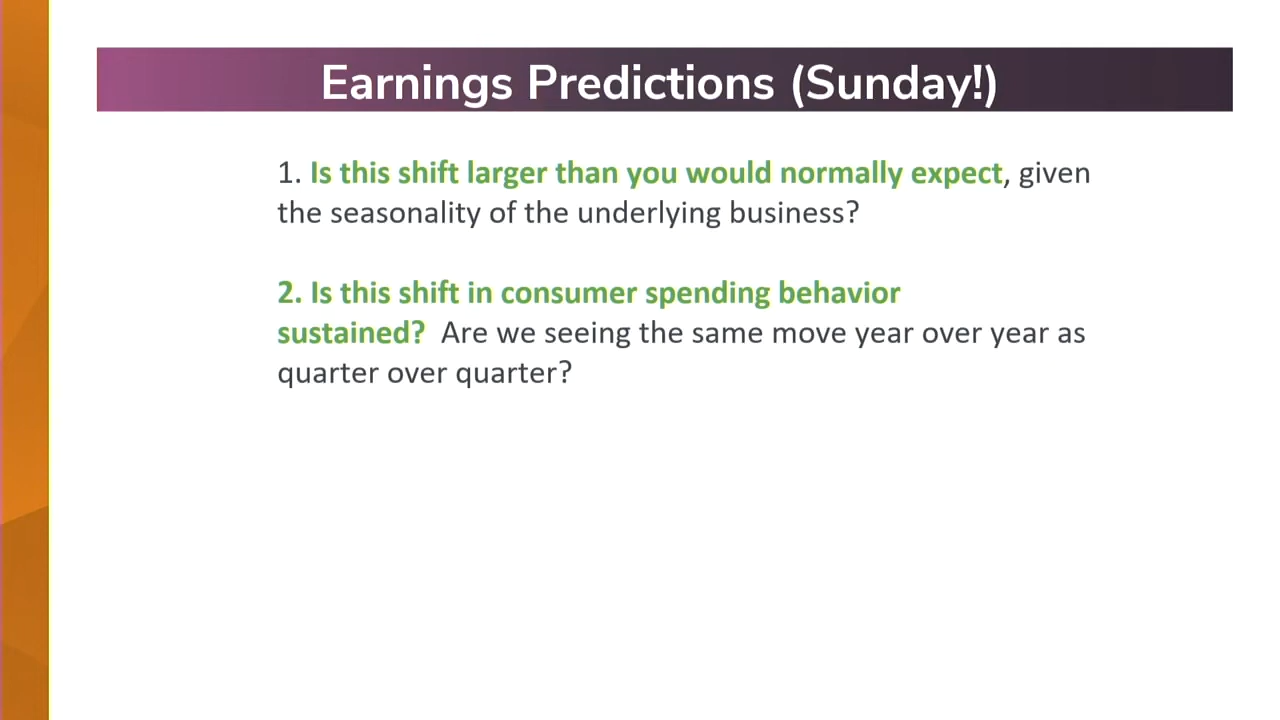 Earnings Predictions (Sunday!)
1. Is this shift larger than you would normally expect, given
the seasonality of the underlying business?
2. Is this shift in consumer spending behavior
sustained? Are we seeing the same move year over year as
quarter over quarter?